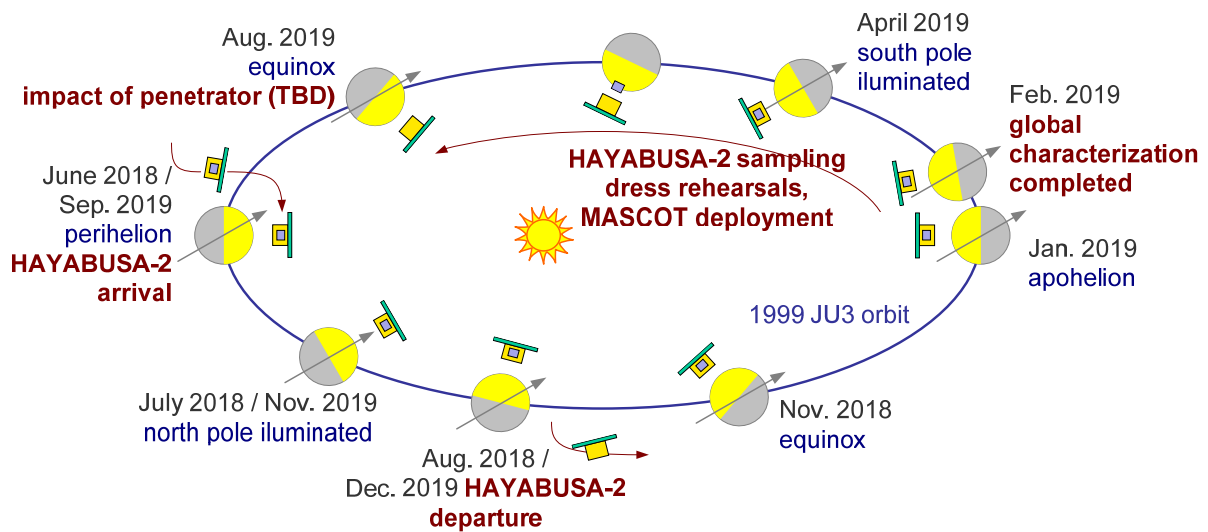 Aug. 2019
equinox
impact of penetrator (TBD)
April 2019
south pole
iluminated
Feb. 2019
global
characterization
completed
HAYABUSA-2 sampling
dress rehearsals,
MASCOT deployment
June 2018 /
Sep. 2019
perihelion
HAYABUSA-2
arrival
Jan. 2019
apohelion
1999 JU3 orbit
July 2018 / Nov. 2019
north pole iluminated
Nov. 2018
equinox
Aug. 2018 /
Dec. 2019 HAYABUSA-2
departure